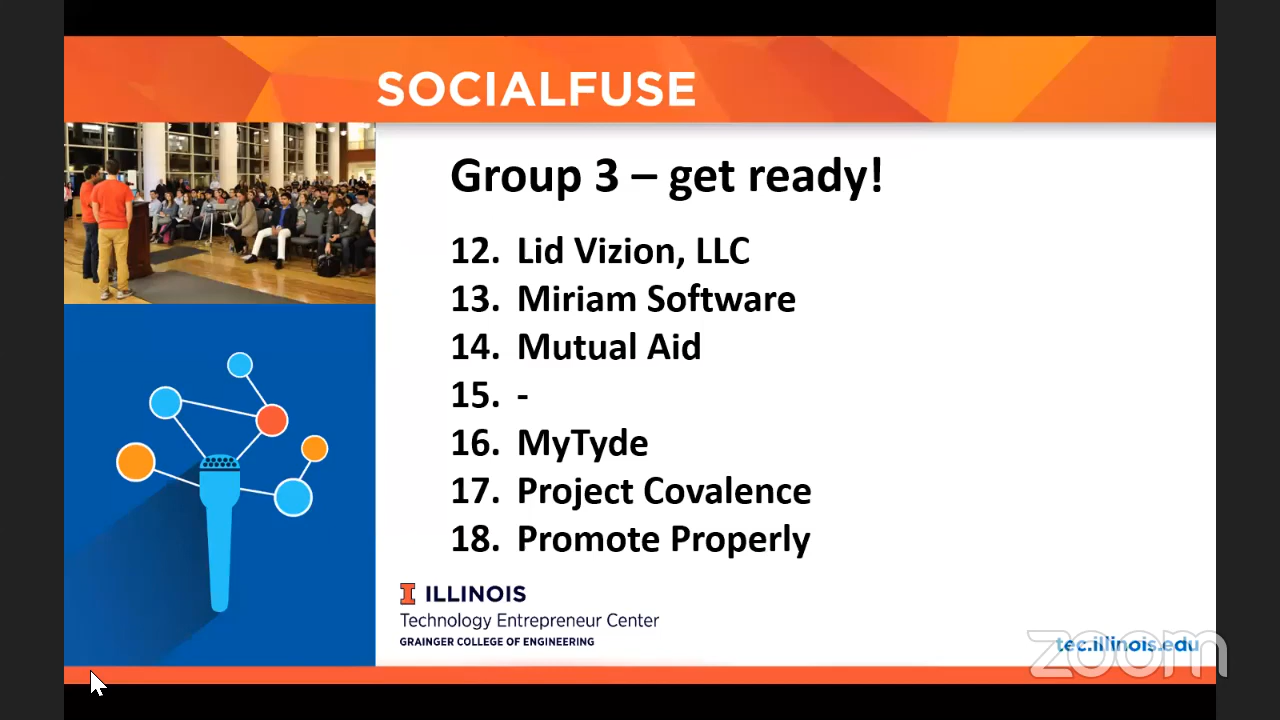 SOCIALFUSE
Group 3 – get ready!
12. Lid Vizion, LLC
13. Miriam Software
14. Mutual Aid
15. -
16. MyTyde
17. Project Covalence
18. Promote Properly
I ILLINOIS
Technology Entrepreneur Center
GRAINGER COLLEGE OF ENGINEERING
tec.illinois.edu
zoom